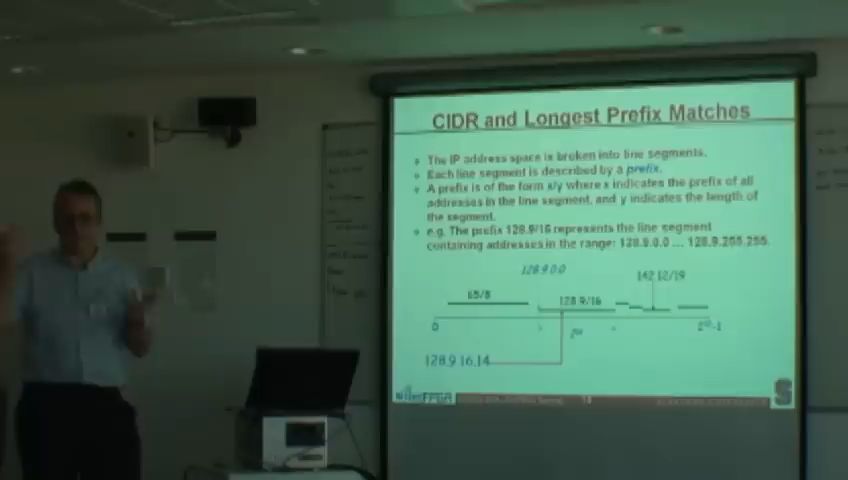 CIDR and Longest Prefix Matches
The IP address space is broken into line segments.
Each line segment is described by a prefix.
A prefix is of the form x/y where x indicates the prefix of all
addresses in the line segment, and y indicates the length of
the segment.
e.g. The prefix 128.9/16 represents the line segment
containing addresses in the range: 128.9.0.0 ... 128.9.255.255.
128.9.0.0
142.12/19
65/8
128.9/16
0
128.9.16.14
NetFPGA
S